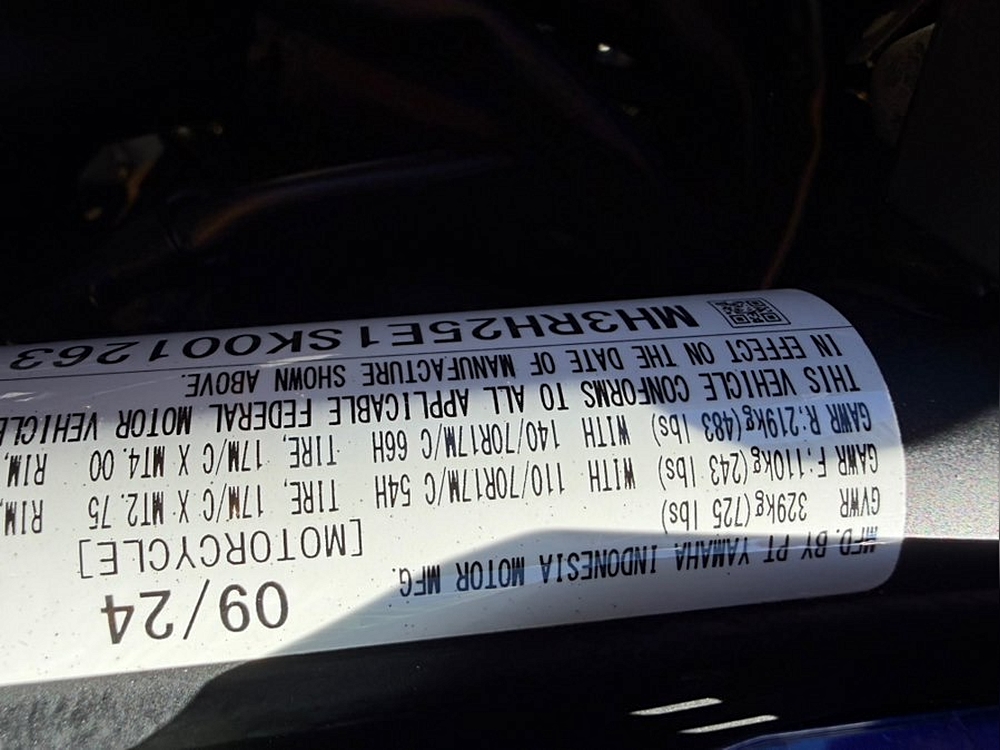 MFD. BY PT YAMAHA INDONESIA MOTOR MFG. 09/24
GVWR 329kg(725 lbs) [MOTORCYCLE]
GAWR F.110kg(243 lbs) WITH 110/70R17M/C 54H TIRE, 17M/C X MT2.75 RIM,
GAWR R.219kg(483 lbs) WITH 140/70R17M/C 66H TIRE, 17M/C X MT4.00 RIM,
THIS VEHICLE CONFORMS TO ALL APPLICABLE FEDERAL MOTOR VEHICLE
IN EFFECT ON THE DATE OF MANUFACTURE SHOWN ABOVE.
MH3RH25E1SK001263